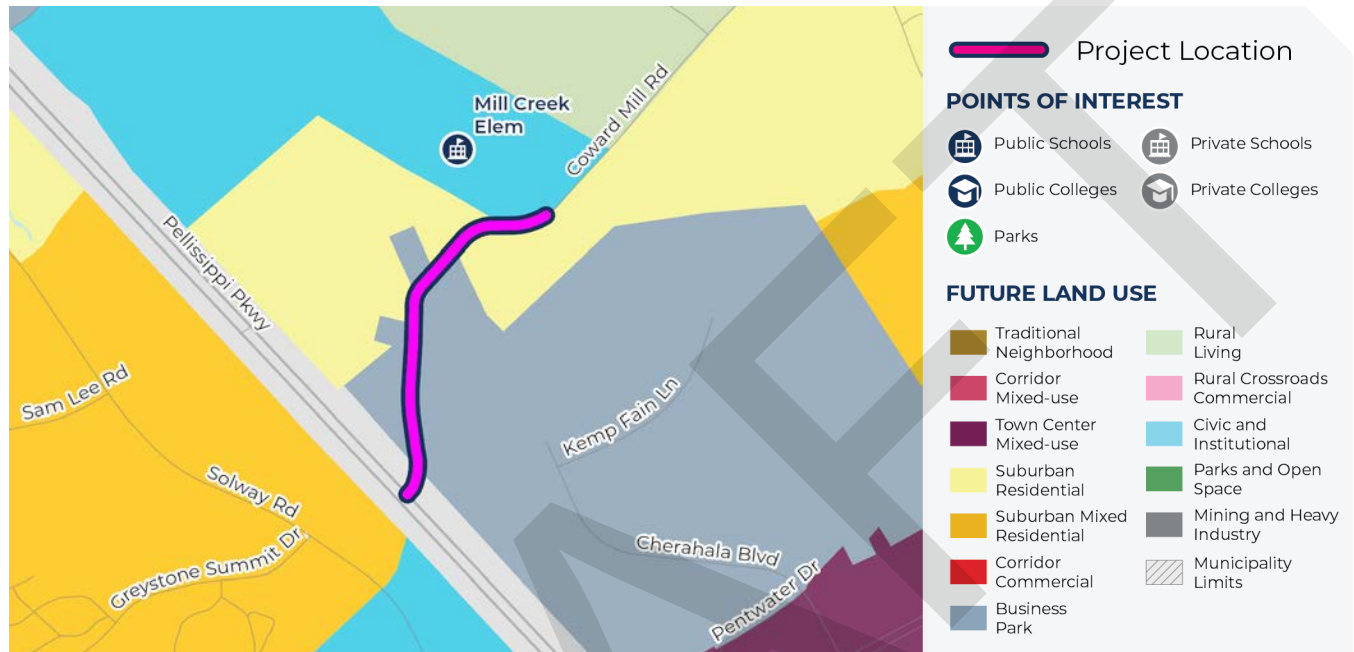 Mill Creek
Elem
Coward Mill Rd
Pellissippi Pkwy
Sam Lee Rd
Kemp Fain Ln
Solway Rd
Greystone Summit Dr
Cherahala Blvd
Pentwater Dr
Project Location
POINTS OF INTEREST
Public Schools
Private Schools
Public Colleges
Private Colleges
Parks
FUTURE LAND USE
Traditional
Neighborhood
Rural
Living
Corridor
Mixed-use
Rural Crossroads
Commercial
Town Center
Mixed-use
Civic and
Institutional
Suburban
Residential
Parks and Open
Space
Suburban Mixed
Residential
Mining and Heavy
Industry
Corridor
Commercial
Municipality
Limits
Business
Park